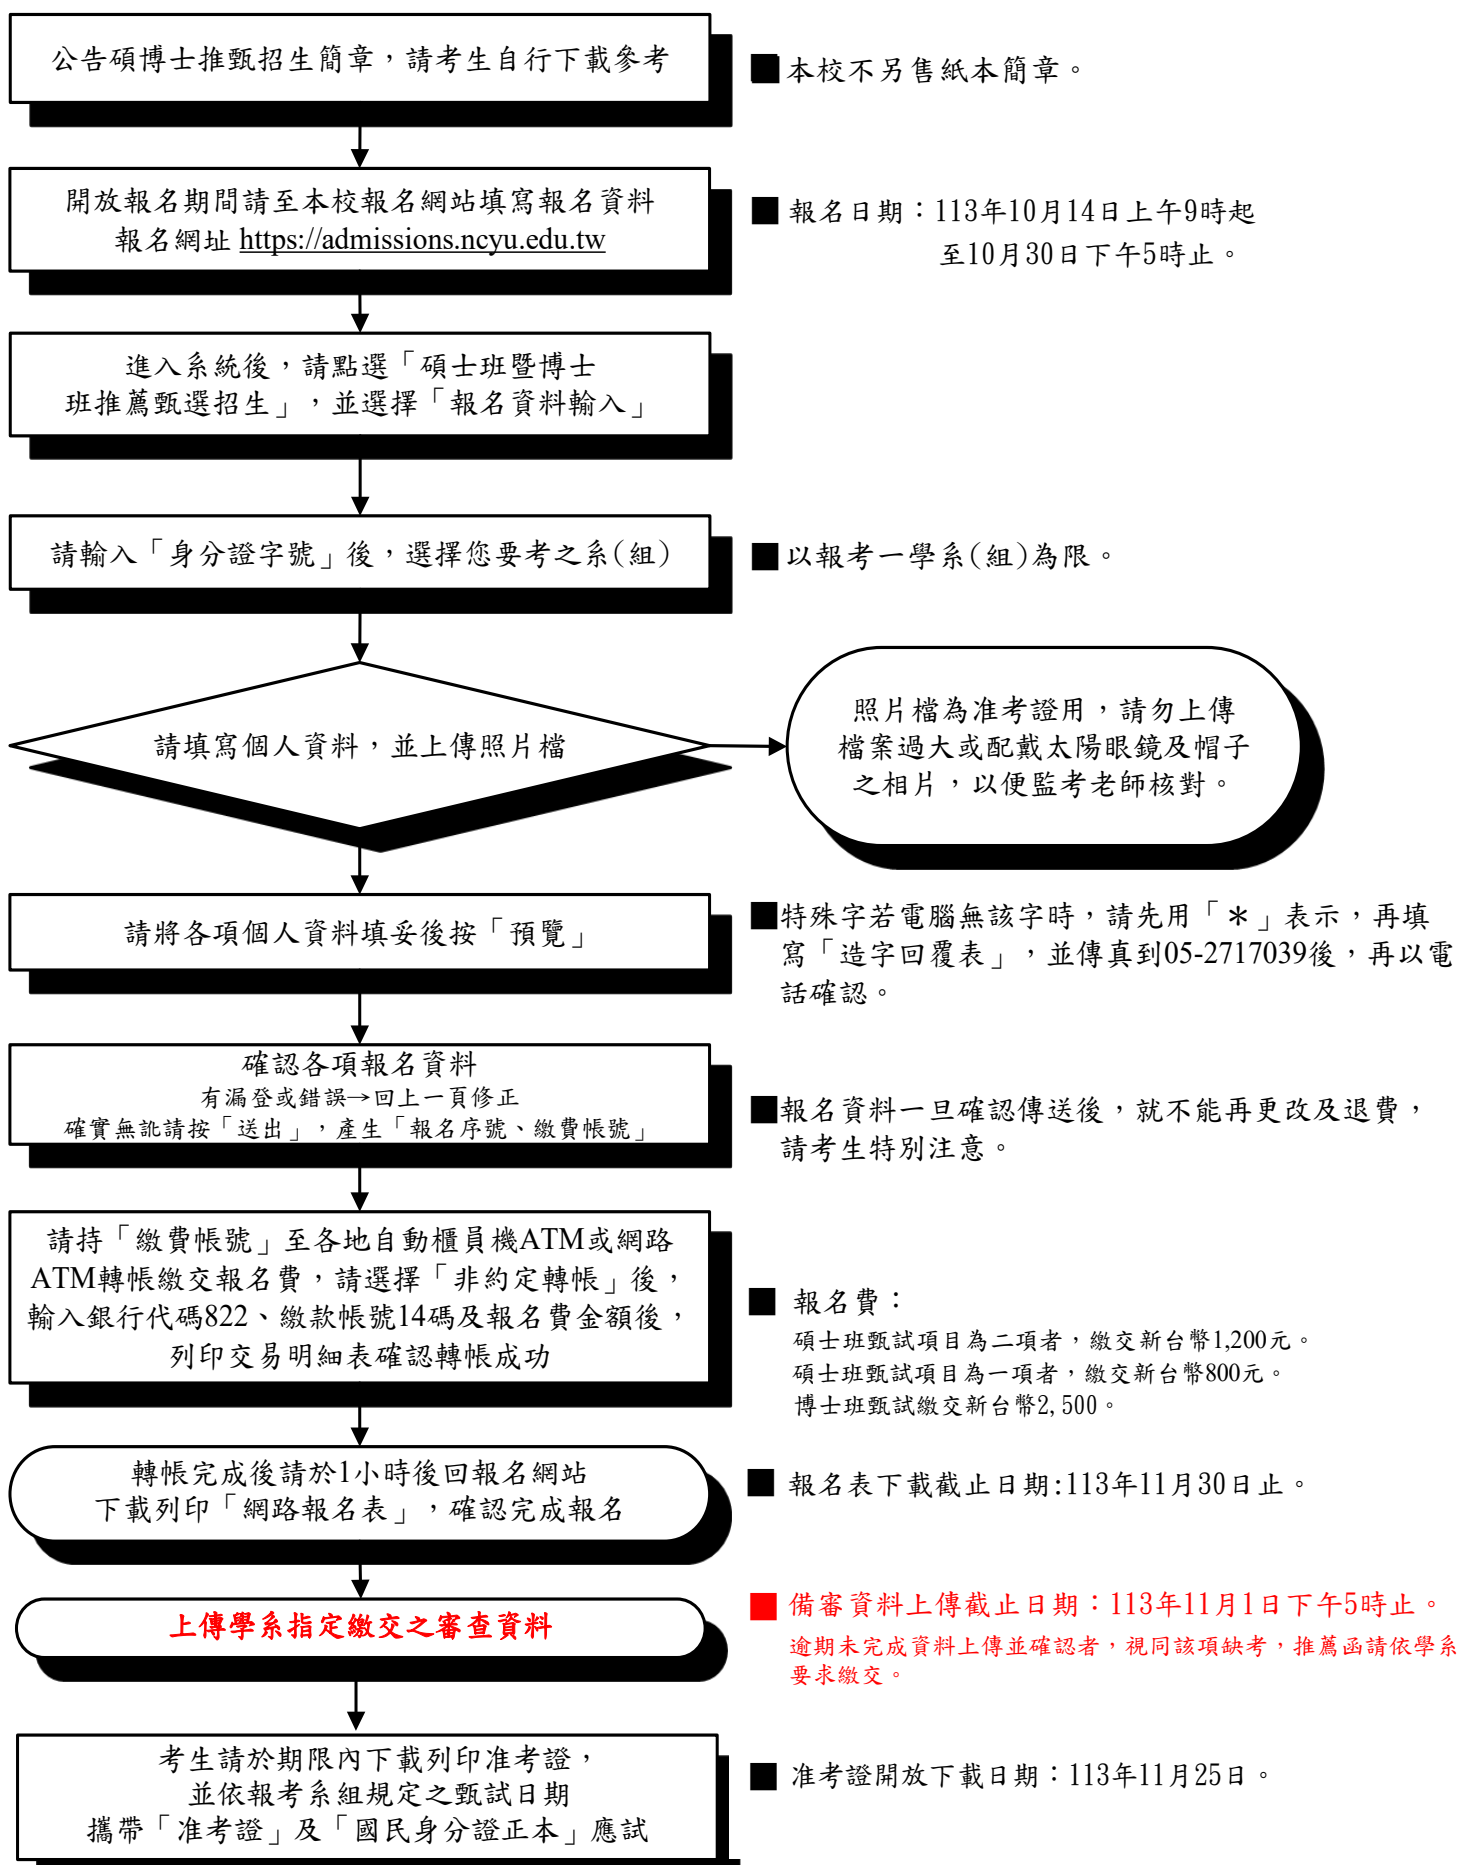 公告碩博士推甄招生簡章，請考生自行下載參考
■本校不另售紙本簡章。
開放報名期間請至本校報名網站填寫報名資料
報名網址 https://admissions.ncyu.edu.tw
■ 報名日期：113年10月14日上午9時起
至10月30日下午5時止。
進入系統後，請點選「碩士班暨博士
班推薦甄選招生」，並選擇「報名資料輸入」
請輸入「身分證字號」後，選擇您要考之系(組)
■以報考一學系(組)為限。
請填寫個人資料，並上傳照片檔
照片檔為准考證用，請勿上傳
檔案過大或配戴太陽眼鏡及帽子
之相片，以便監考老師核對。
請將各項個人資料填妥後按「預覽」
■特殊字若電腦無該字時，請先用「＊」表示，再填
寫「造字回覆表」，並傳真到05-2717039後，再以電
話確認。
確認各項報名資料
有漏登或錯誤→回上一頁修正
確實無訛請按「送出」，產生「報名序號、繳費帳號」
■報名資料一旦確認傳送後，就不能再更改及退費，
請考生特別注意。
請持「繳費帳號」至各地自動櫃員機ATM或網路
ATM轉帳繳交報名費，請選擇「非約定轉帳」後，
輸入銀行代碼822、繳款帳號14碼及報名費金額後，
列印交易明細表確認轉帳成功
■ 報名費：
碩士班甄試項目為二項者，繳交新台幣1,200元。
碩士班甄試項目為一項者，繳交新台幣800元。
博士班甄試繳交新台幣2,500。
轉帳完成後請於1小時後回報名網站
下載列印「網路報名表」，確認完成報名
■ 報名表下載截止日期:113年11月30日止。
上傳學系指定繳交之審查資料
■ 備審資料上傳截止日期：113年11月1日下午5時止。
逾期未完成資料上傳並確認者，視同該項缺考，推薦函請依學系
要求繳交。
考生請於期限內下載列印准考證，
並依報考系組規定之甄試日期
攜帶「准考證」及「國民身分證正本」應試
■ 准考證開放下載日期：113年11月25日。